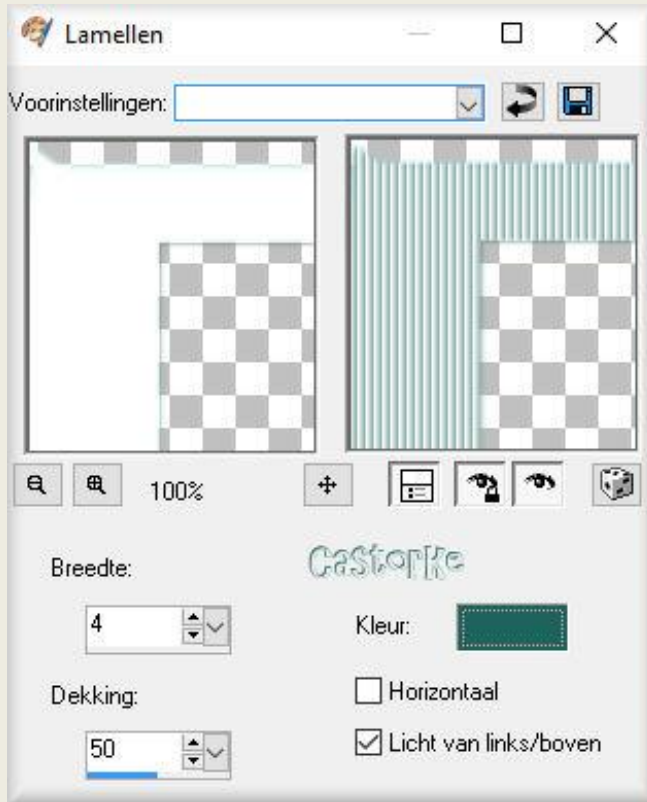 Lamellen
Voorinstellingen:
100%
CaStorKe
Breedte:
4
Kleur:
Dekking:
Horizontaal
50
Licht van links/boven